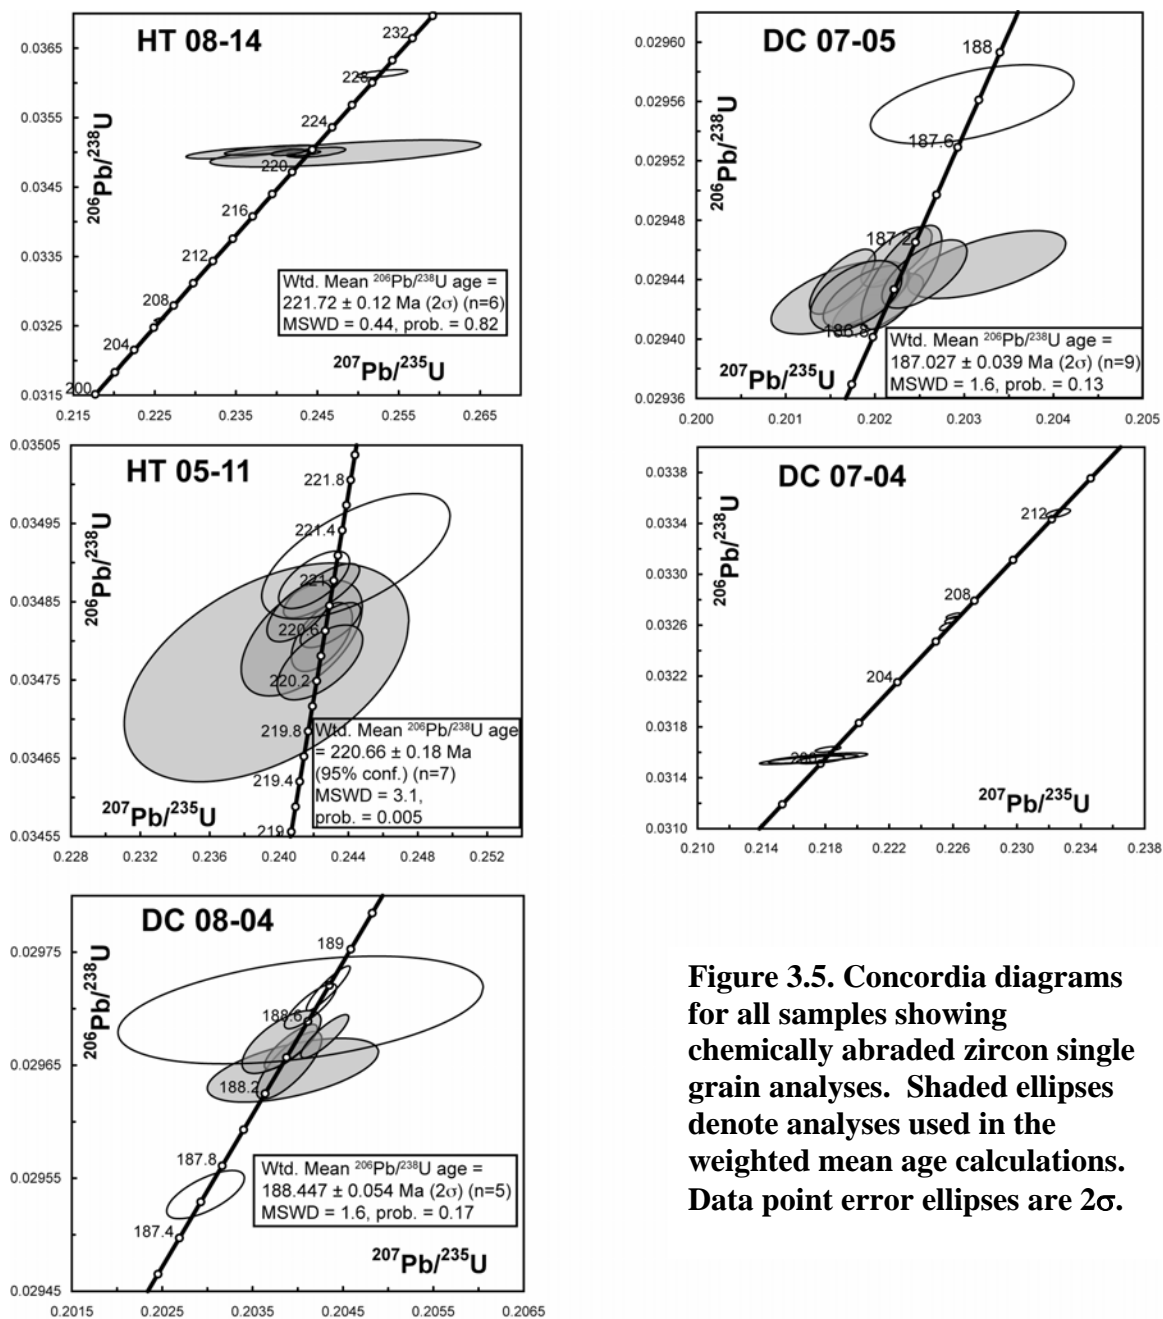 HT 08-14
0.0365
0.0355
0.0345
0.0335
0.0325
0.0315
206Pb/238U
232
228
224
220
216
212
208
204
200
Wtd. Mean 206Pb/238U age =
221.72 ± 0.12 Ma (2σ) (n=6)
MSWD = 0.44, prob. = 0.82
207Pb/235U
0.215 0.225 0.235 0.245 0.255 0.265
DC 07-05
0.02960
0.02956
0.02952
0.02948
0.02944
0.02940
0.02936
206Pb/238U
188
187.6
187.2
186.8
Wtd. Mean 206Pb/238U age =
187.027 ± 0.039 Ma (2σ) (n=9)
MSWD = 1.6, prob. = 0.13
207Pb/235U
0.200 0.201 0.202 0.203 0.204 0.205
HT 05-11
0.03505
0.03495
0.03485
0.03475
0.03465
0.03455
206Pb/238U
221.8
221.4
221
220.6
220.2
219.8
219.4
219
Wtd. Mean 206Pb/238U age
= 220.66 ± 0.18 Ma
(95% conf.) (n=7)
MSWD = 3.1,
prob. = 0.005
207Pb/235U
0.228 0.232 0.236 0.240 0.244 0.248 0.252
DC 07-04
0.0338
0.0334
0.0330
0.0326
0.0322
0.0318
0.0314
0.0310
206Pb/238U
212
208
204
200
207Pb/235U
0.210 0.214 0.218 0.222 0.226 0.230 0.234 0.238
DC 08-04
0.02975
0.02965
0.02955
0.02945
206Pb/238U
189
188.6
188.2
187.8
187.4
Wtd. Mean 206Pb/238U age =
188.447 ± 0.054 Ma (2σ) (n=5)
MSWD = 1.6, prob. = 0.17
207Pb/235U
0.2015 0.2025 0.2035 0.2045 0.2055 0.2065
Figure 3.5. Concordia diagrams
for all samples showing
chemically abraded zircon single
grain analyses. Shaded ellipses
denote analyses used in the
weighted mean age calculations.
Data point error ellipses are 2σ.